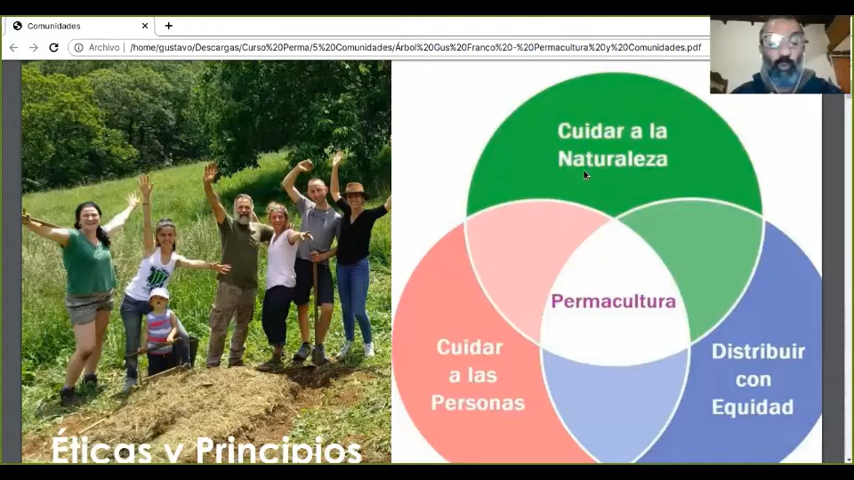 Comunidades
Archivo
/home/gustavo/Descargas/Curso%20Perma/5%20Comunidades/Árbol%20Gus%20Franco%20-%20Permacultura%20y%20Comunidades.pdf
Cuidar a la
Naturaleza
Permacultura
Cuidar
a las
Personas
Distribuir
con
Equidad
Éticas y Principios